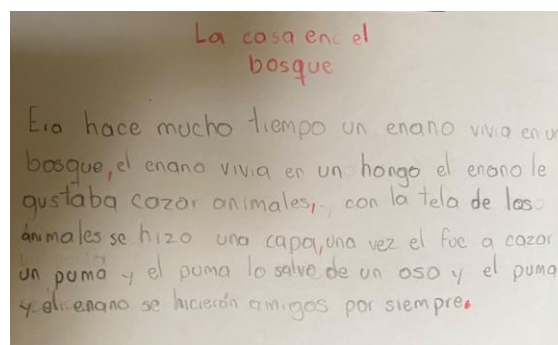 La casa en el
bosque
Era hace mucho tiempo un enano vivia en un
bosque, el enano vivia en un hongo el enano le
gustaba cazar animales, con la tela de los
animales se hizo una capa, una vez el fue a cazar
un puma y el puma lo salvo de un oso y el puma
y el enano se hicierón amigos por siempre.